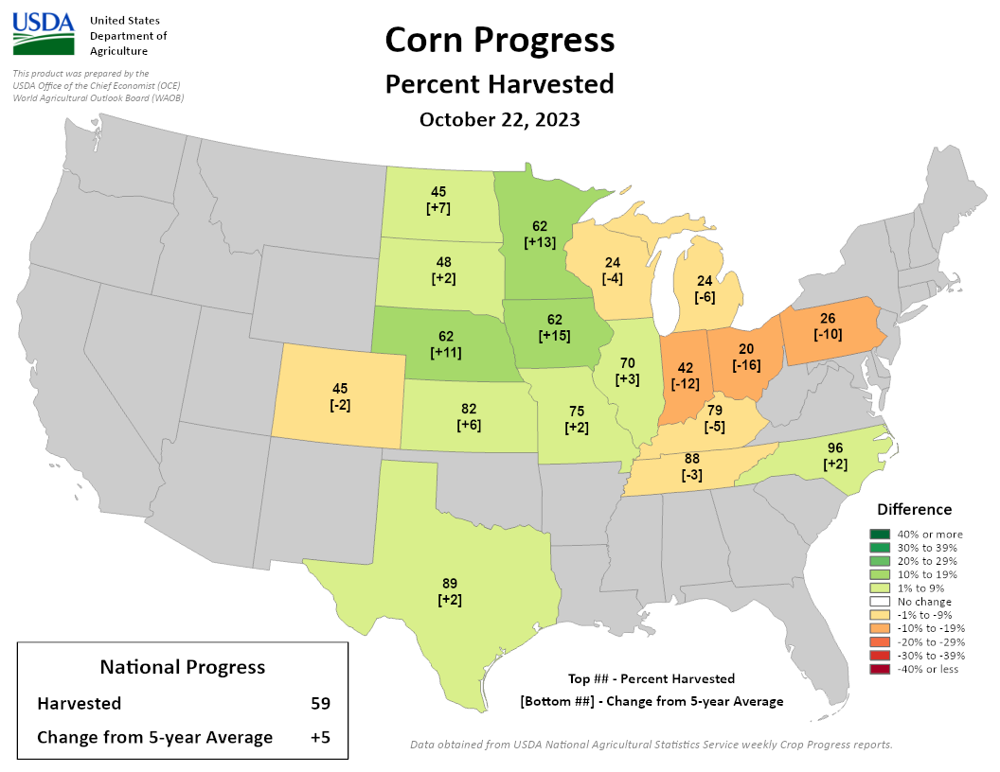 USDA
United States
Department of
Agriculture
This product was prepared by the
USDA Office of the Chief Economist (OCE)
World Agricultural Outlook Board (WAOB)
Corn Progress
Percent Harvested
October 22, 2023
45
[+7]
62
[+13]
48
[+2]
24
[-4]
24
[-6]
62
[+11]
62
[+15]
26
[-10]
20
[-16]
70
[+3]
42
[-12]
45
[-2]
82
[+6]
75
[+2]
79
[-5]
88
[-3]
96
[+2]
89
[+2]
Difference
40% or more
30% to 39%
20% to 29%
10% to 19%
1% to 9%
No change
-1% to -9%
-10% to -19%
-20% to -29%
-30% to -39%
-40% or less
National Progress
Harvested 59
Change from 5-year Average +5
Top ## - Percent Harvested
[Bottom ##] - Change from 5-year Average
Data obtained from USDA National Agricultural Statistics Service weekly Crop Progress reports.